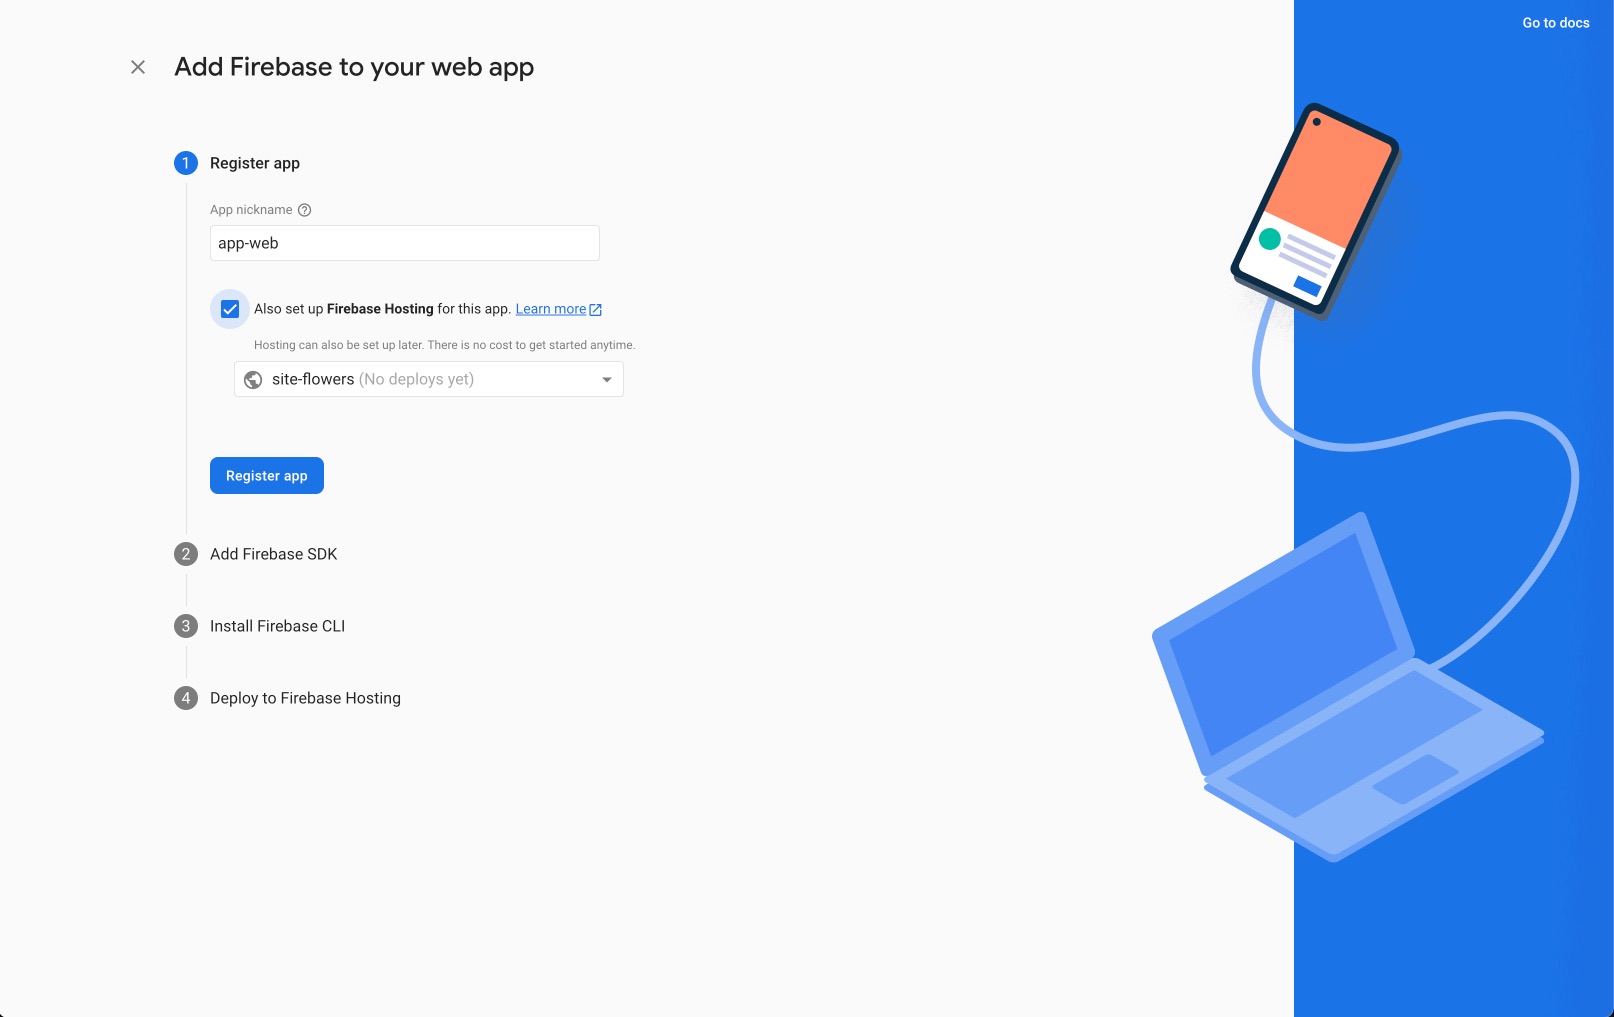 Go to docs
Add Firebase to your web app
1 Register app
App nickname
app-web
Also set up Firebase Hosting for this app. Learn more
Hosting can also be set up later. There is no cost to get started anytime.
site-flowers (No deploys yet)
Register app
2 Add Firebase SDK
3 Install Firebase CLI
4 Deploy to Firebase Hosting